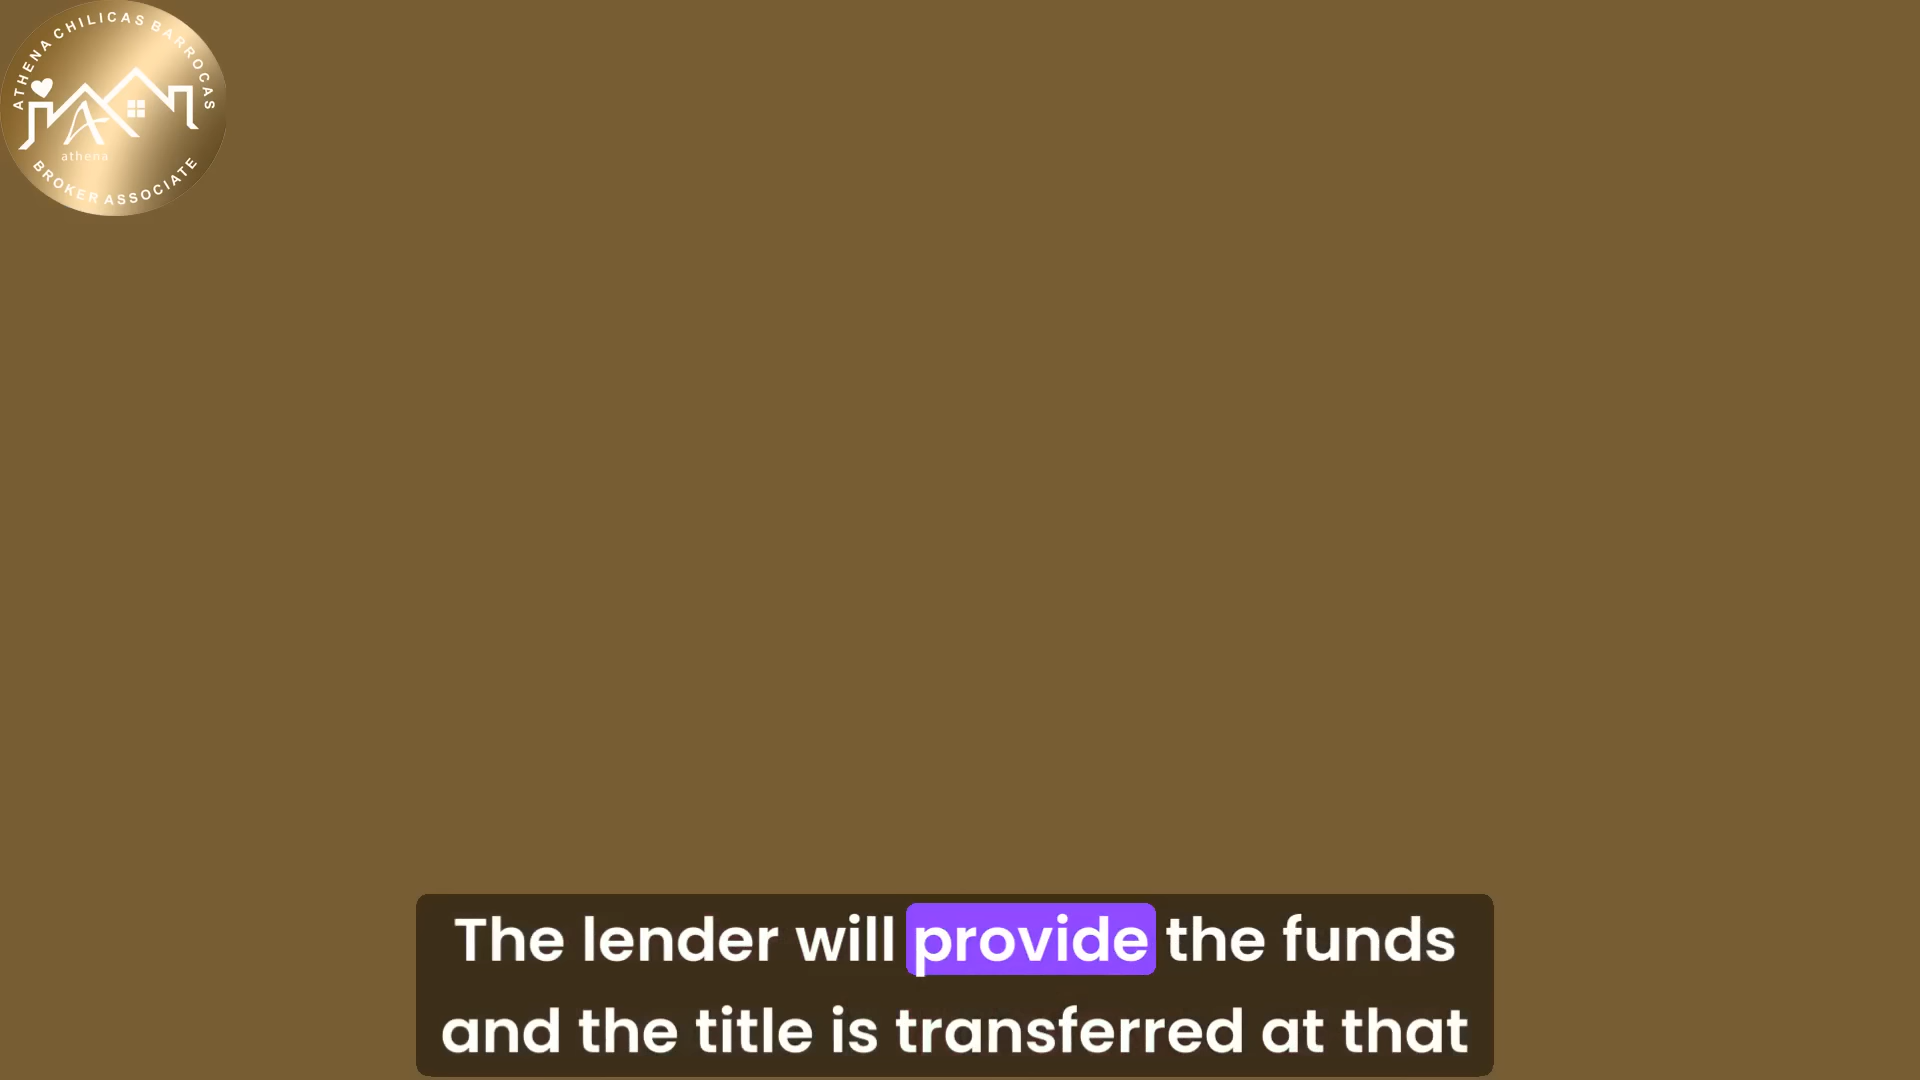 ATHENA CHILICAS BARROCAS
athena
BROKER ASSOCIATE
The lender will provide the funds
and the title is transferred at that